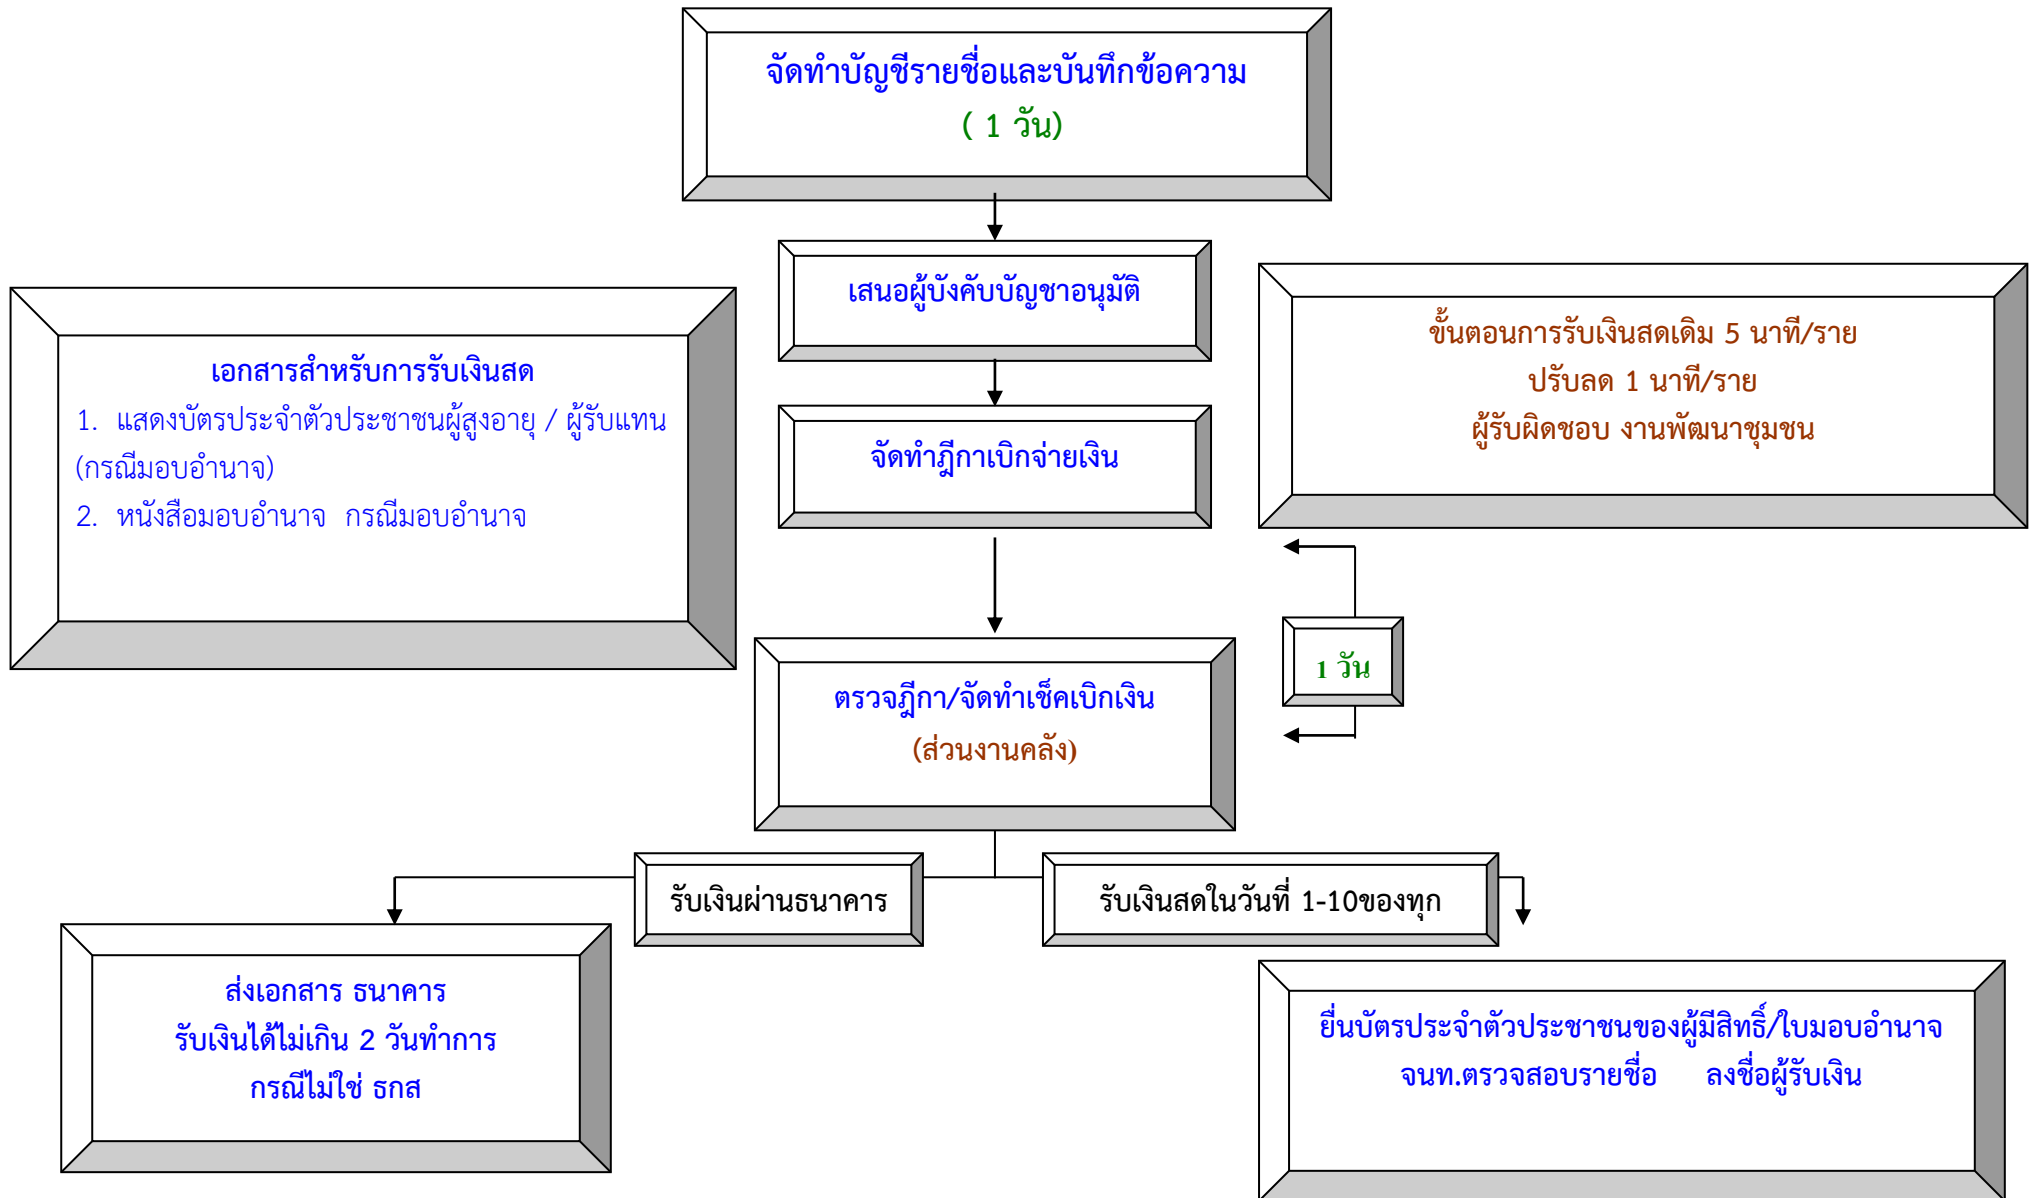 จัดทำบัญชีรายชื่อและบันทึกข้อความ
( 1 วัน)
เสนอผู้บังคับบัญชาอนุมัติ
ขั้นตอนการรับเงินสดเดิม 5 นาที/ราย
ปรับลด 1 นาที/ราย
ผู้รับผิดชอบ งานพัฒนาชุมชน
เอกสารสำหรับการรับเงินสด
1. แสดงบัตรประจำตัวประชาชนผู้สูงอายุ / ผู้รับแทน
(กรณีมอบอำนาจ)
2. หนังสือมอบอำนาจ กรณีมอบอำนาจ
จัดทำฎีกาเบิกจ่ายเงิน
1 วัน
ตรวจฎีกา/จัดทำเช็คเบิกเงิน
(ส่วนงานคลัง)
รับเงินผ่านธนาคาร
รับเงินสดในวันที่ 1-10ของทุก
ส่งเอกสาร ธนาคาร
รับเงินได้ไม่เกิน 2 วันทำการ
กรณีไม่ใช่ ธกส
ยื่นบัตรประจำตัวประชาชนของผู้มีสิทธิ์/ใบมอบอำนาจ
จนท.ตรวจสอบรายชื่อ ลงชื่อผู้รับเงิน